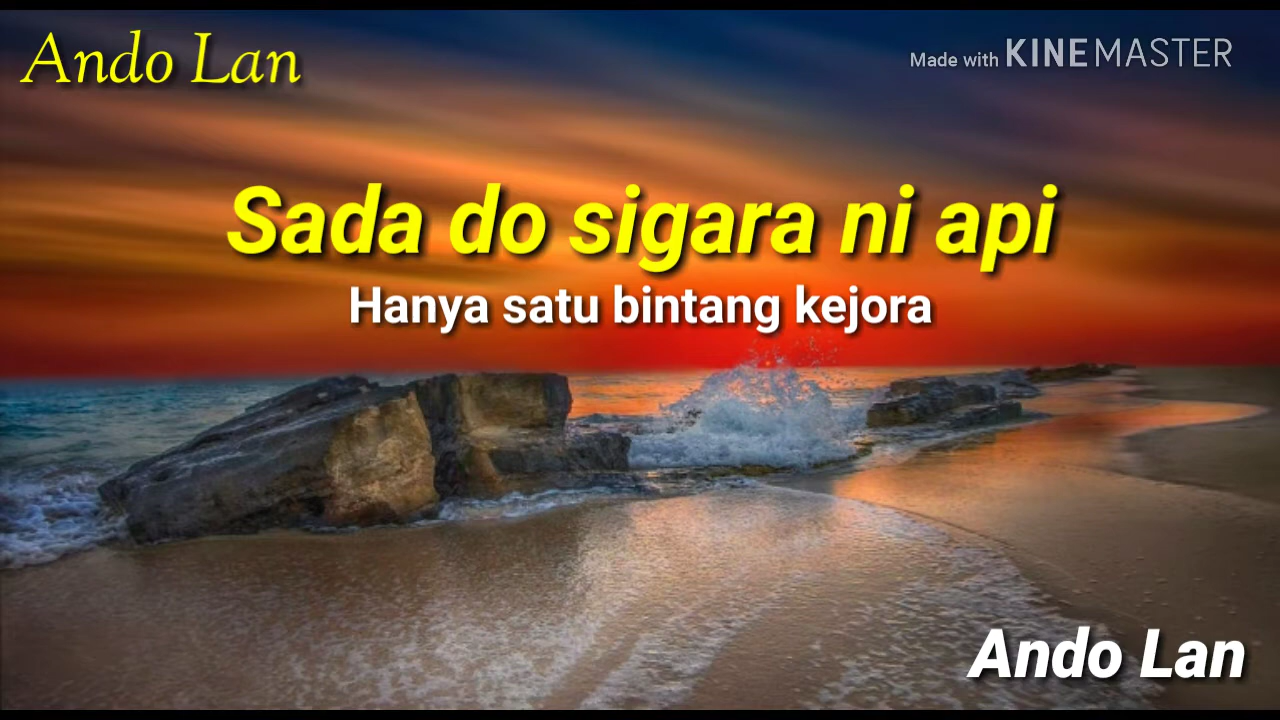 Ando Lan
Made with KINEMASTER
Sada do sigara ni api
Hanya satu bintang kejora
Ando Lan